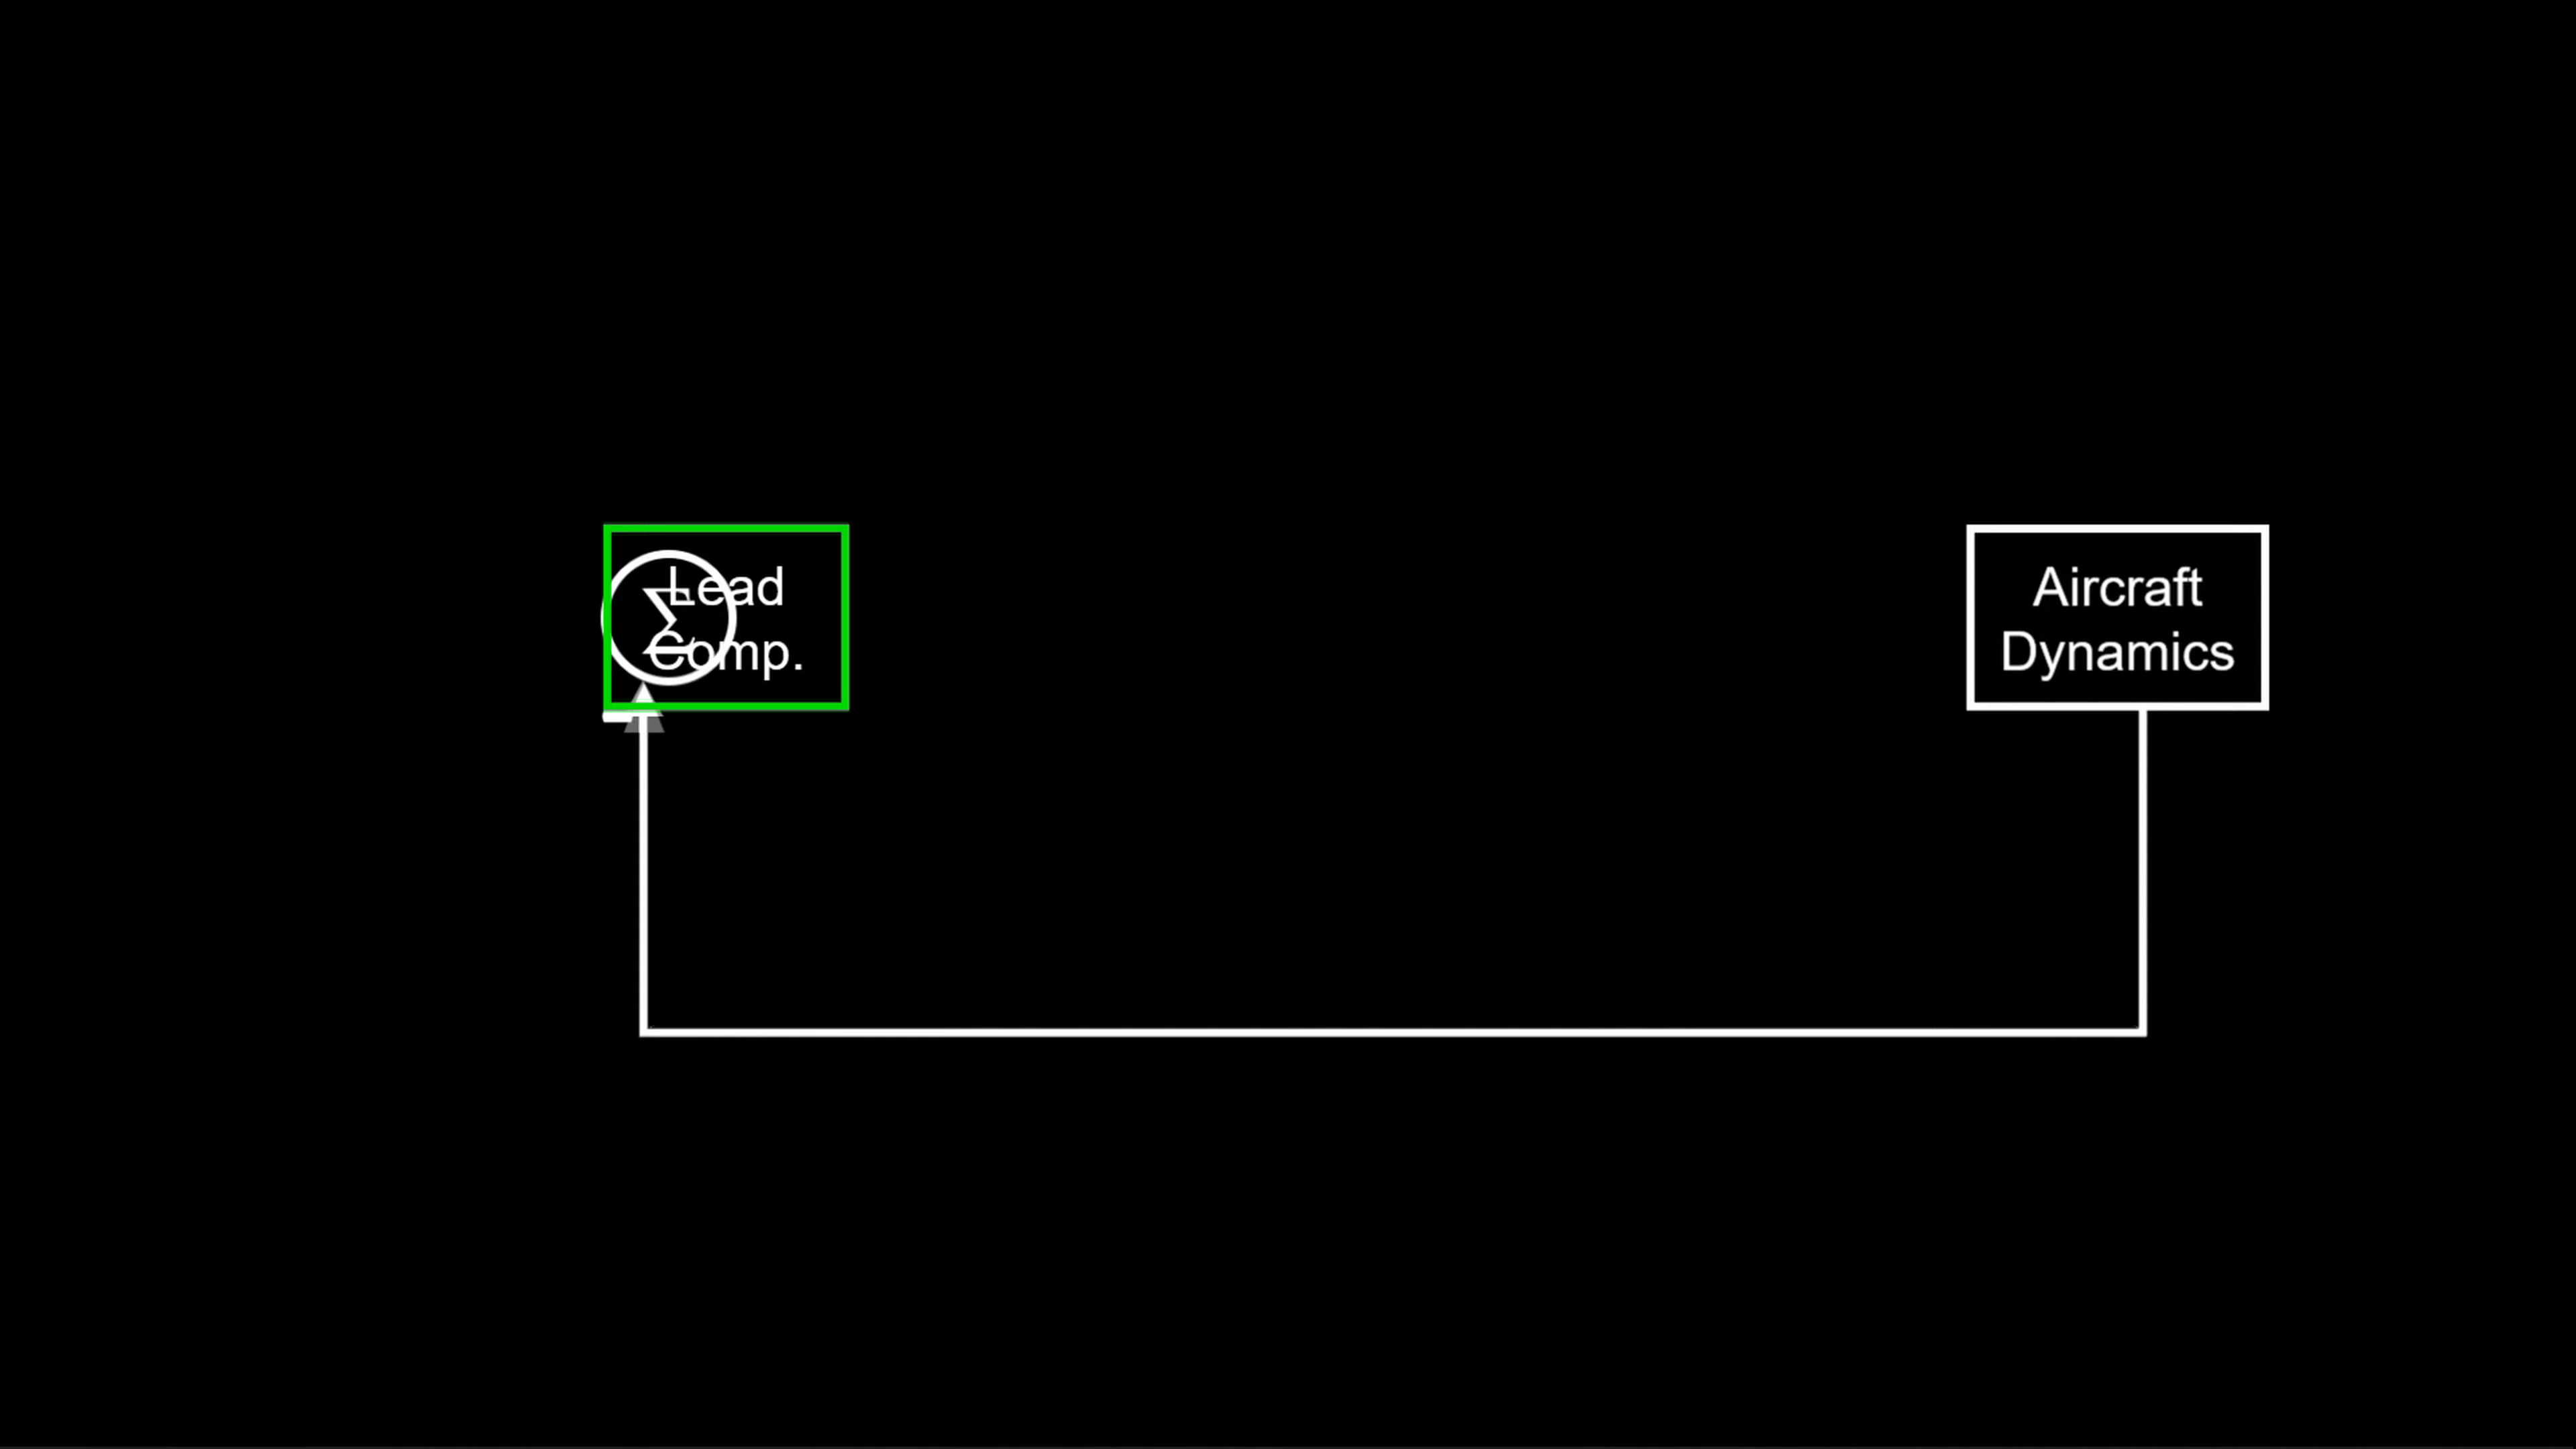 Σ
Lead
Comp.
Aircraft
Dynamics